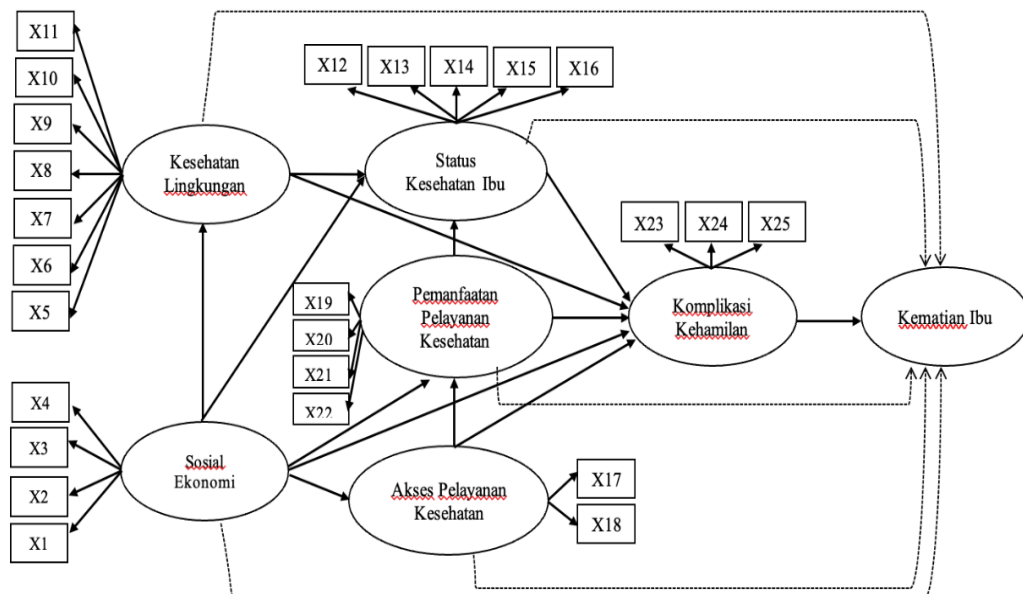 X11
X10
X9
X8
X7
X6
X5
X12
X13
X14
X15
X16
Kesehatan
Lingkungan
Status
Kesehatan Ibu
X23
X24
X25
X19
X20
X21
X22
Pemanfaatan
Pelayanan
Kesehatan
Komplikasi
Kehamilan
Kematian Ibu
X4
X3
X2
X1
Sosial
Ekonomi
Akses Pelayanan
Kesehatan
X17
X18